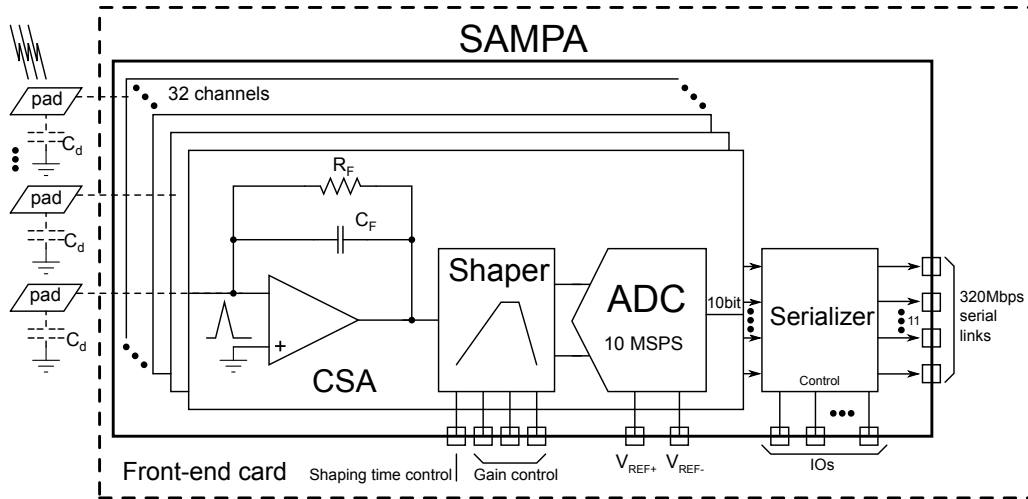 SAMPA
32 channels
pad
C_d
pad
C_d
pad
C_d
R_F
C_F
+
CSA
Shaper
ADC
10 MSPS
10bit
Serializer
Control
11
320Mbps
serial
links
Front-end card
Shaping time control
Gain control
V_REF+
V_REF-
IOs